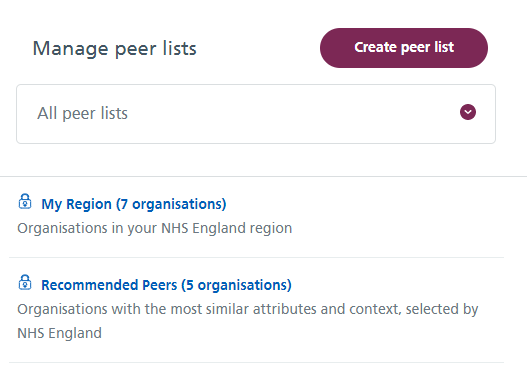 Manage peer lists
Create peer list
All peer lists
My Region (7 organisations)
Organisations in your NHS England region
Recommended Peers (5 organisations)
Organisations with the most similar attributes and context, selected by
NHS England